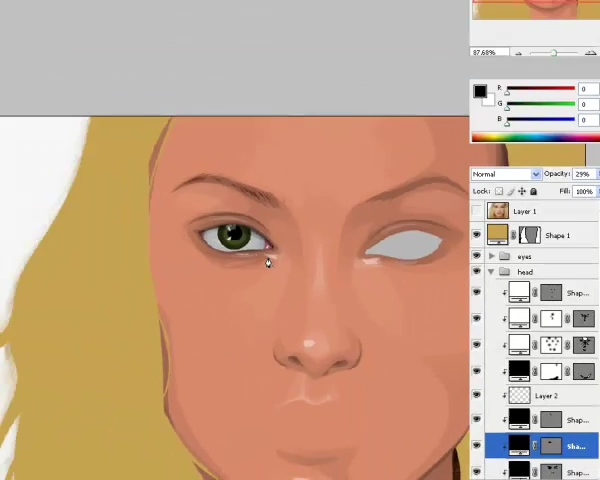 87.68%
R 0
G 0
B 0
Normal Opacity: 29%
Lock: Fill: 100%
Layer 1
Shape 1
eyes
head
Shap...
Layer 2
Shap...
Sha...
Shap...